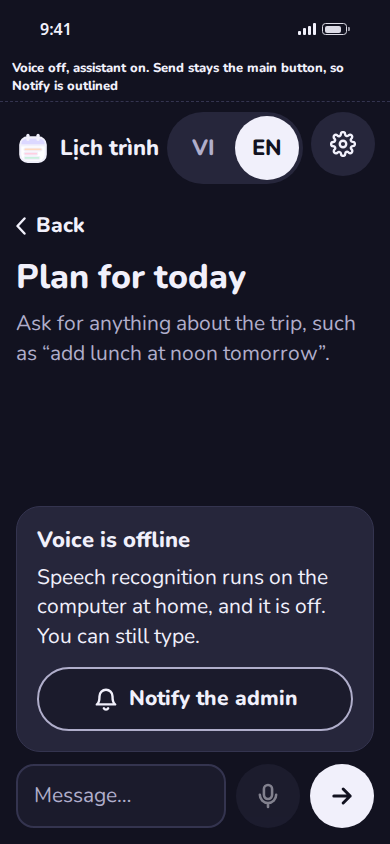 9:41
Voice off, assistant on. Send stays the main button, so
Notify is outlined
Lịch trình VI EN
Back
Plan for today
Ask for anything about the trip, such
as “add lunch at noon tomorrow”.
Voice is offline
Speech recognition runs on the
computer at home, and it is off.
You can still type.
Notify the admin
Message...